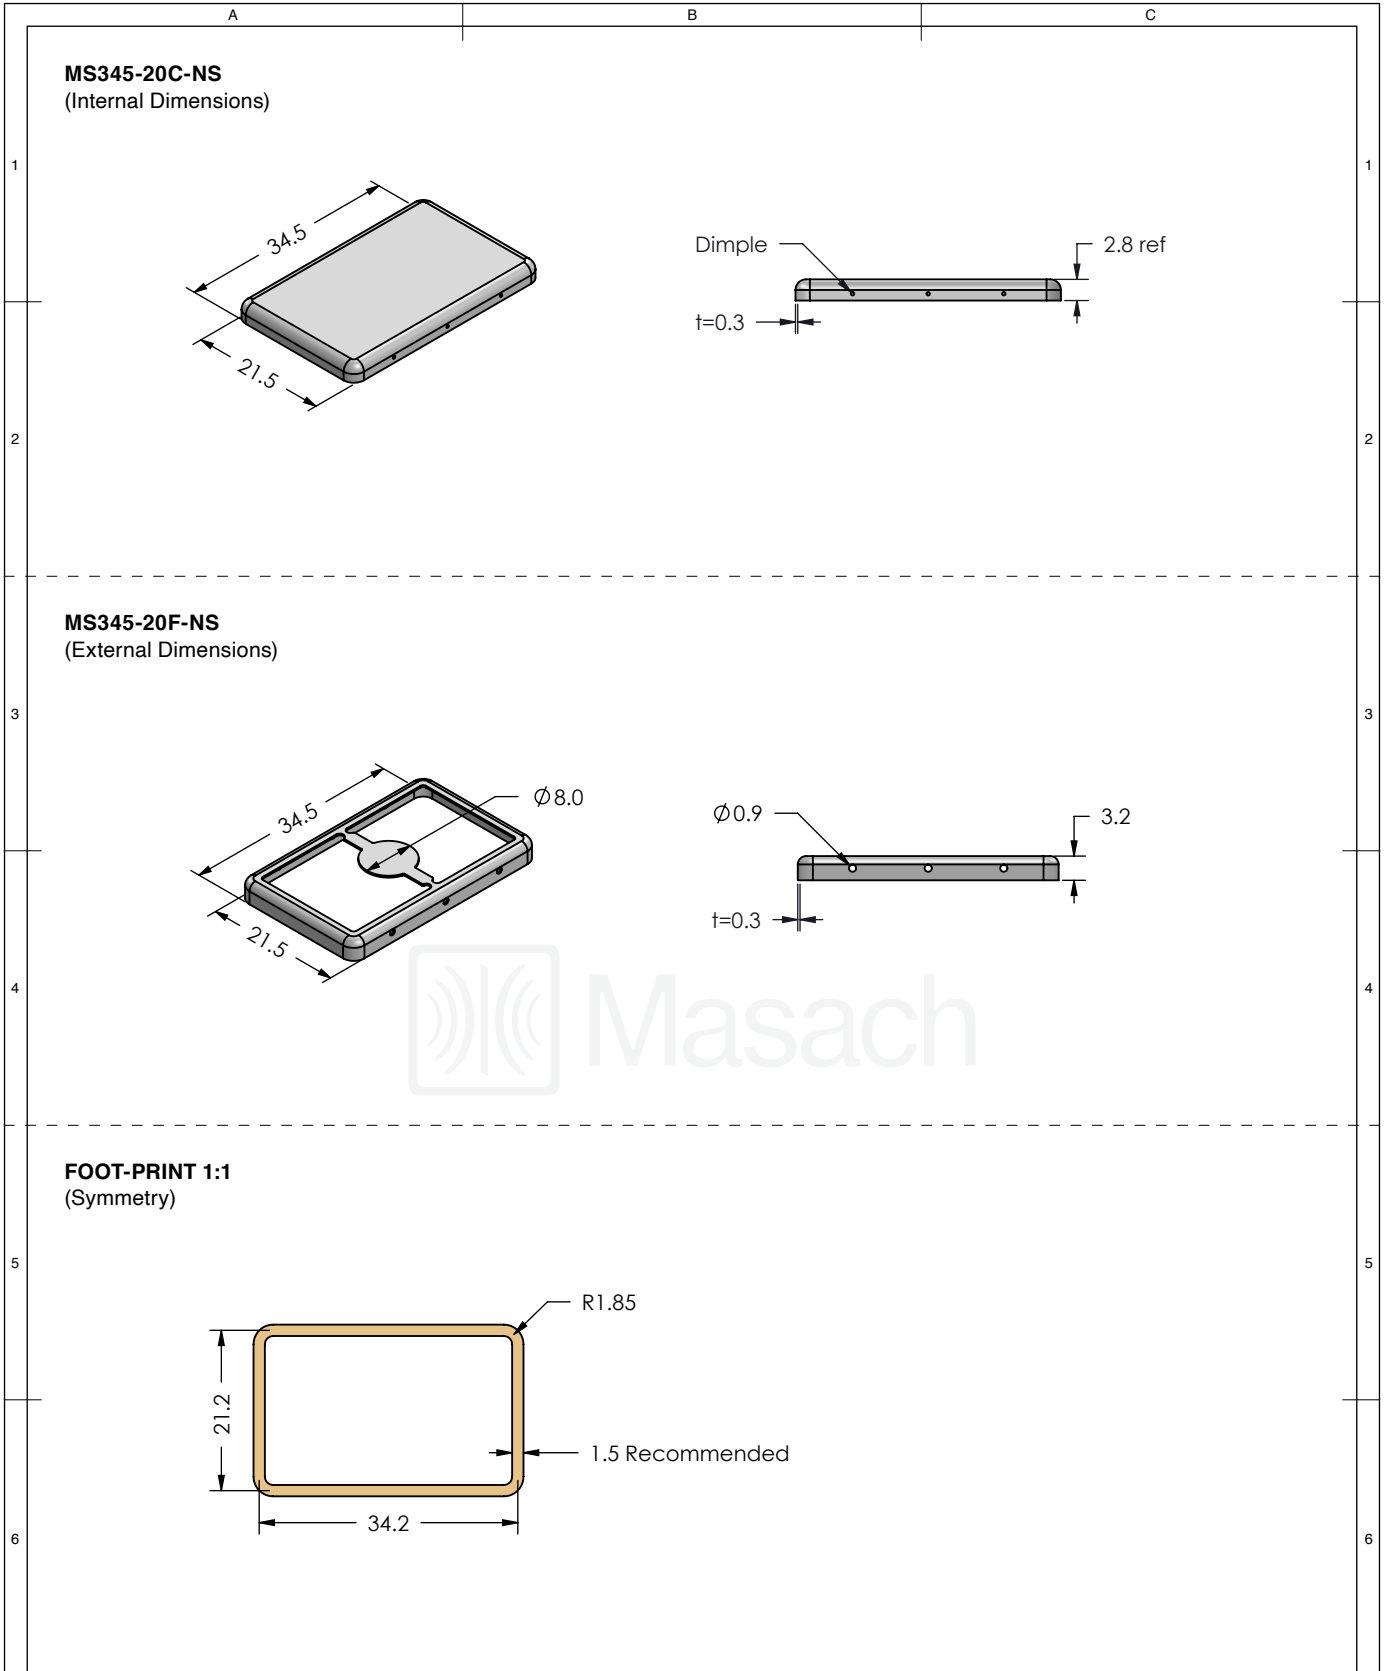 A B C
MS345-20C-NS
(Internal Dimensions)
1 1
34.5
Dimple
2.8 ref
t=0.3
21.5
2 2
MS345-20F-NS
(External Dimensions)
3 3
34.5
Ø8.0
Ø0.9
3.2
t=0.3
21.5
4 4
Masach
FOOT-PRINT 1:1
(Symmetry)
5 5
R1.85
21.2
1.5 Recommended
34.2
6 6